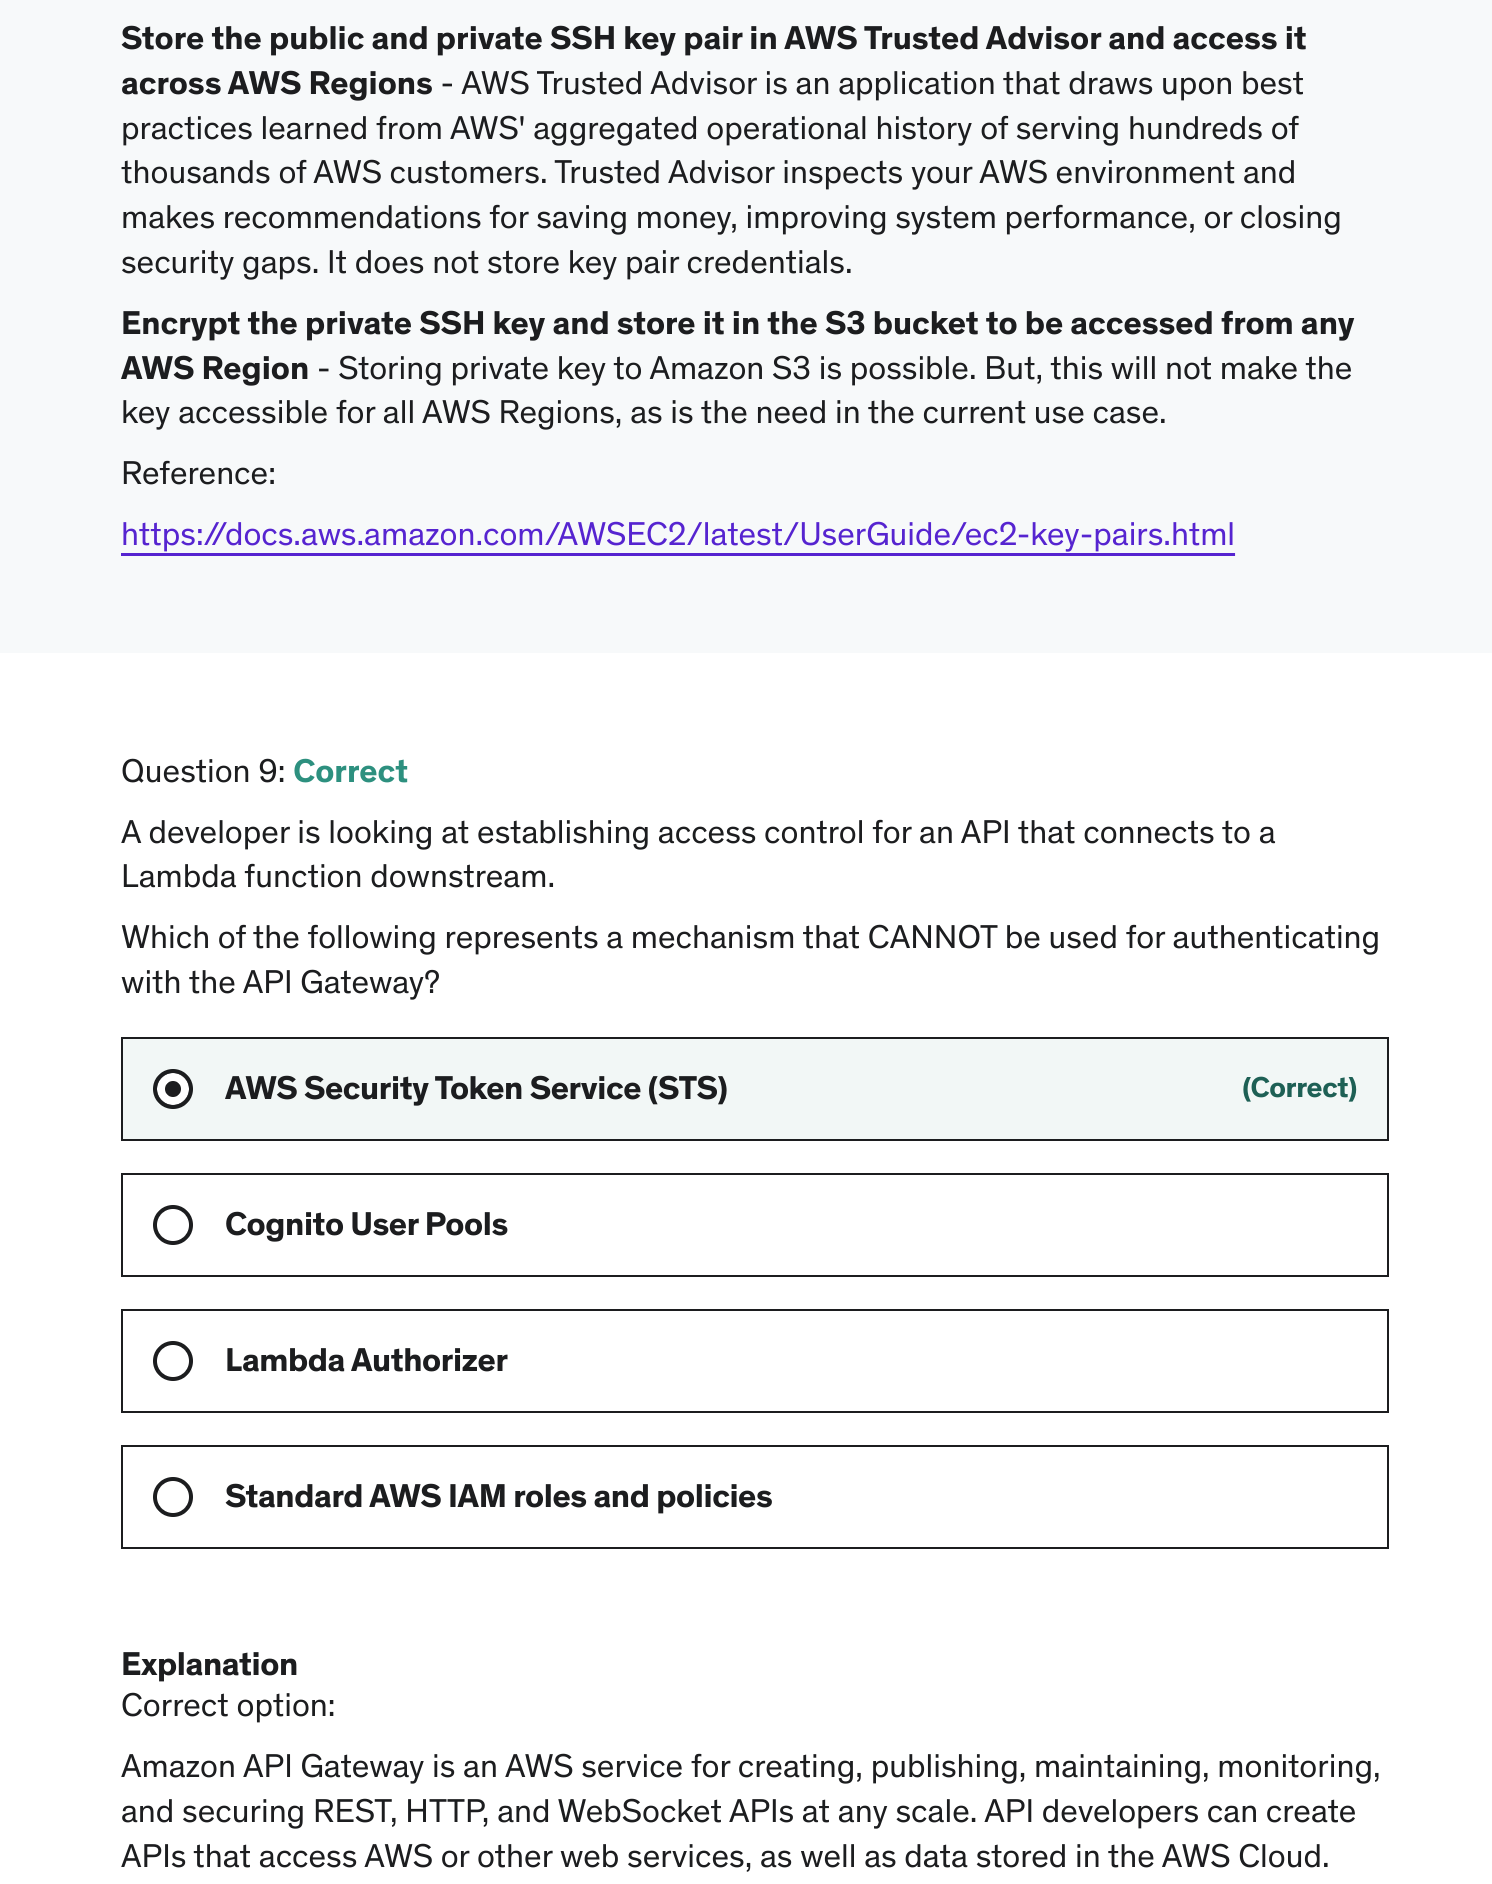 Store the public and private SSH key pair in AWS Trusted Advisor and access it
across AWS Regions - AWS Trusted Advisor is an application that draws upon best
practices learned from AWS' aggregated operational history of serving hundreds of
thousands of AWS customers. Trusted Advisor inspects your AWS environment and
makes recommendations for saving money, improving system performance, or closing
security gaps. It does not store key pair credentials.
Encrypt the private SSH key and store it in the S3 bucket to be accessed from any
AWS Region - Storing private key to Amazon S3 is possible. But, this will not make the
key accessible for all AWS Regions, as is the need in the current use case.
Reference:
https://docs.aws.amazon.com/AWSEC2/latest/UserGuide/ec2-key-pairs.html
Question 9: Correct
A developer is looking at establishing access control for an API that connects to a
Lambda function downstream.
Which of the following represents a mechanism that CANNOT be used for authenticating
with the API Gateway?
AWS Security Token Service (STS) (Correct)
Cognito User Pools
Lambda Authorizer
Standard AWS IAM roles and policies
Explanation
Correct option:
Amazon API Gateway is an AWS service for creating, publishing, maintaining, monitoring,
and securing REST, HTTP, and WebSocket APIs at any scale. API developers can create
APIs that access AWS or other web services, as well as data stored in the AWS Cloud.